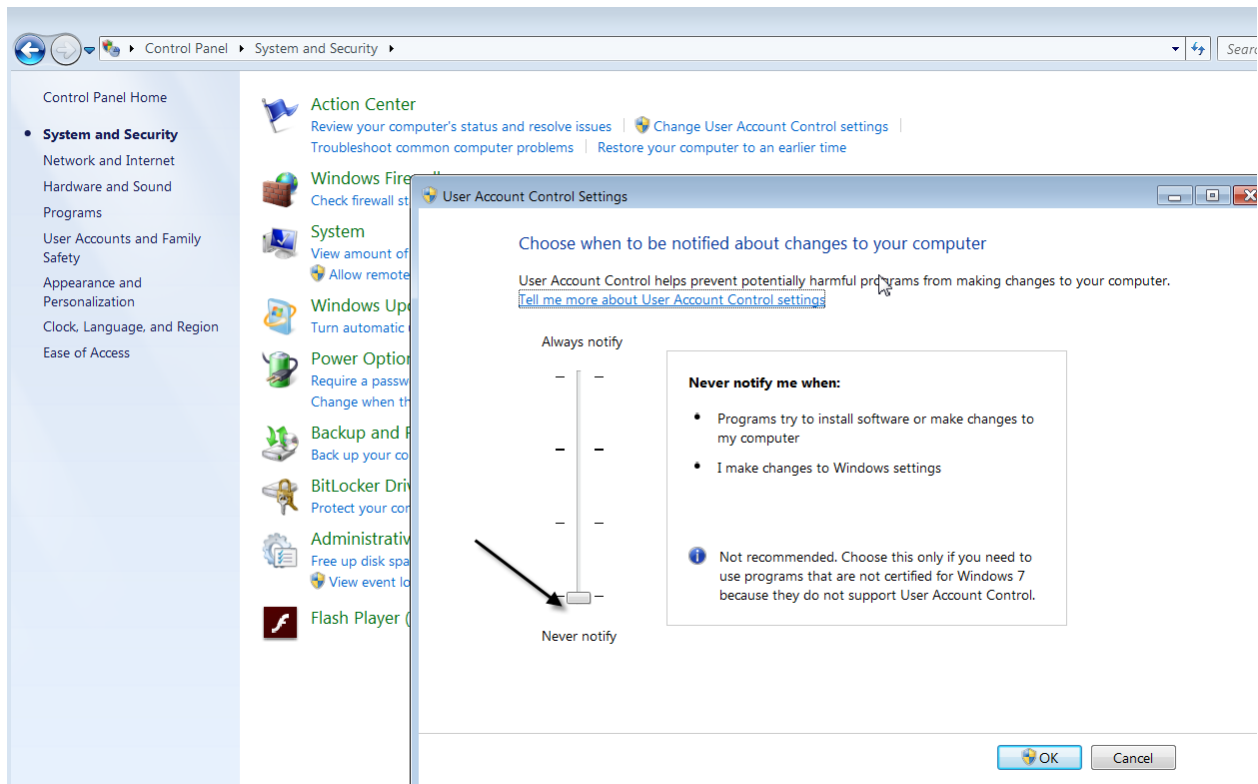 Control Panel System and Security
Searc
Control Panel Home
System and Security
Network and Internet
Hardware and Sound
Programs
User Accounts and Family
Safety
Appearance and
Personalization
Clock, Language, and Region
Ease of Access
Action Center
Review your computer's status and resolve issues Change User Account Control settings
Troubleshoot common computer problems Restore your computer to an earlier time
Windows Fire
Check firewall st
System
View amount of
Allow remote
Windows Upd
Turn automatic
Power Option
Require a passw
Change when th
Backup and R
Back up your co
BitLocker Driv
Protect your con
Administrativ
Free up disk spa
View event lo
Flash Player (
User Account Control Settings
Choose when to be notified about changes to your computer
User Account Control helps prevent potentially harmful programs from making changes to your computer.
Tell me more about User Account Control settings
Always notify
Never notify
Never notify me when:
• Programs try to install software or make changes to
my computer
• I make changes to Windows settings
Not recommended. Choose this only if you need to
use programs that are not certified for Windows 7
because they do not support User Account Control.
OK Cancel